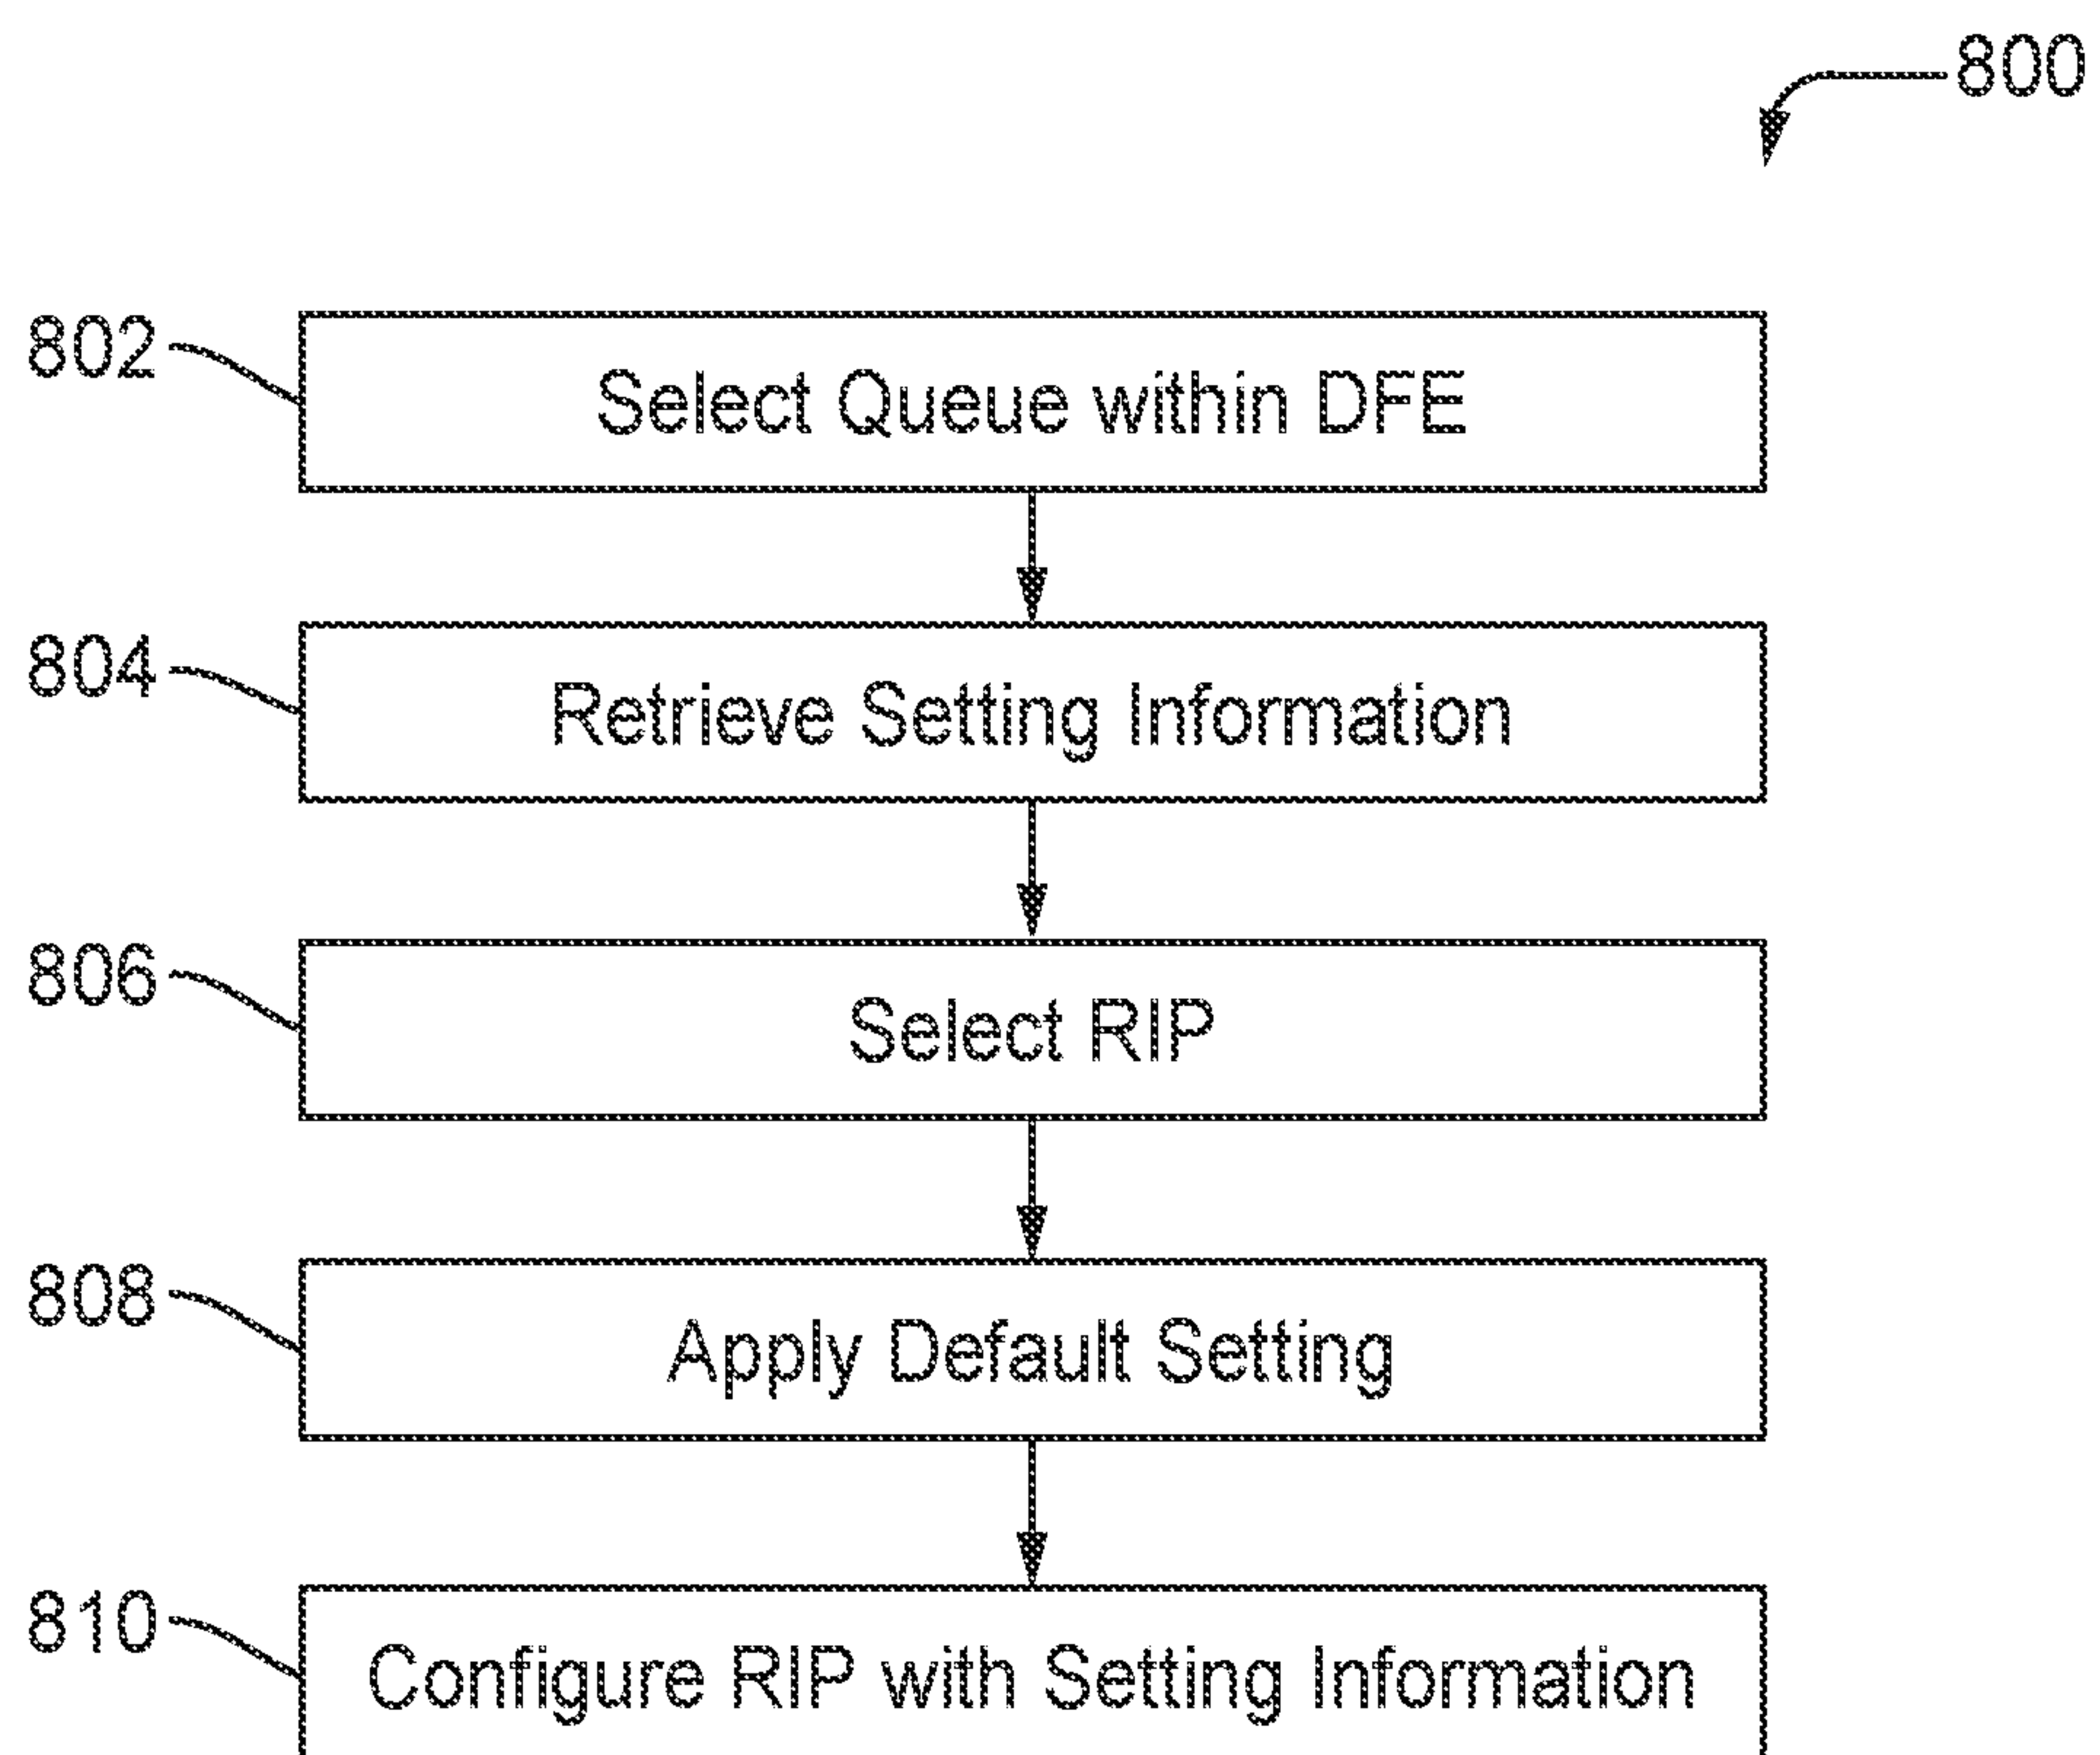 800
802
Select Queue within DFE
804
Retrieve Setting Information
806
Select RIP
808
Apply Default Setting
810
Configure RIP with Setting Information